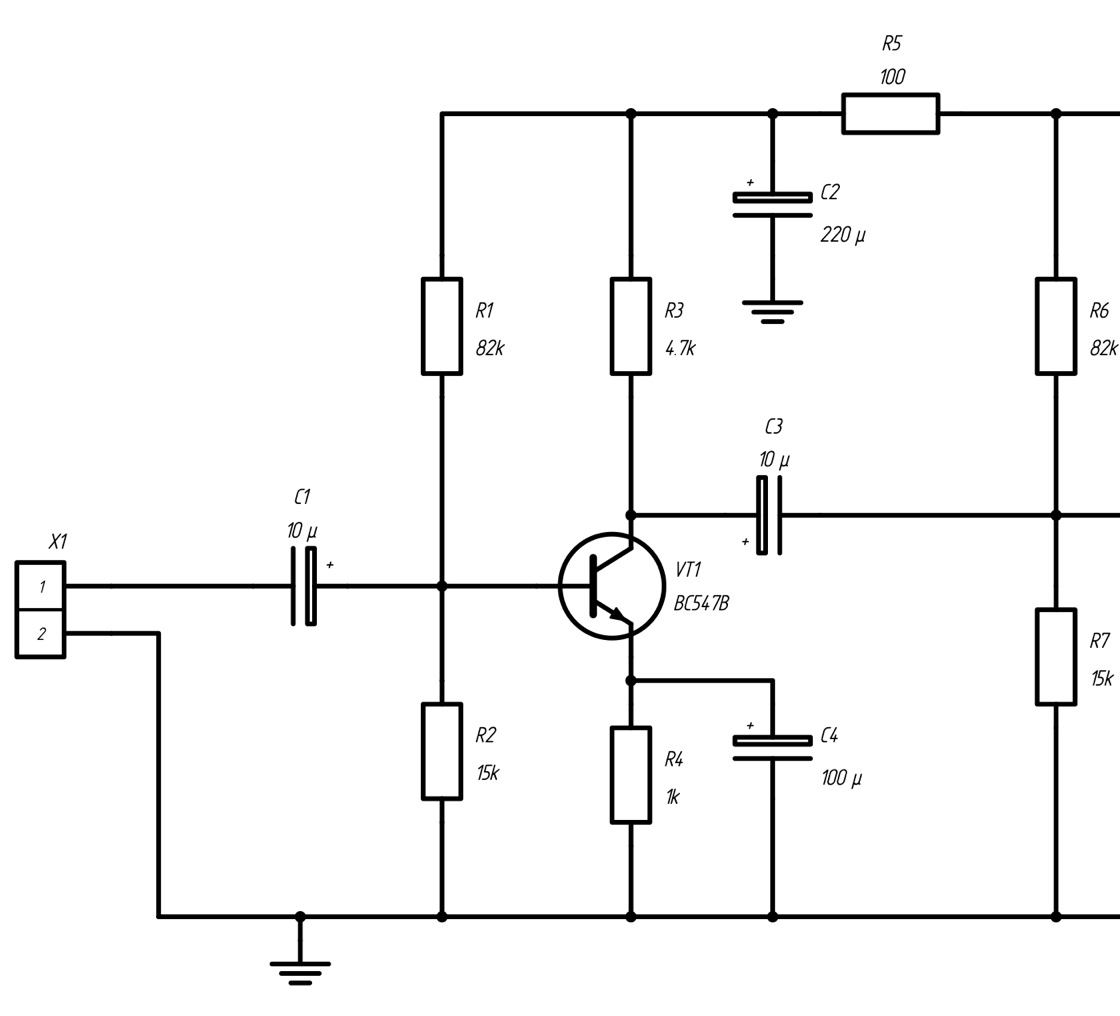 R5
100
+
C2
220 μ
R1
82k
R3
4.7k
R6
82k
C3
10 μ
+
C1
10 μ
+
X1
1
2
VT1
BC547B
R7
15k
+
R2
15k
R4
1k
C4
100 μ